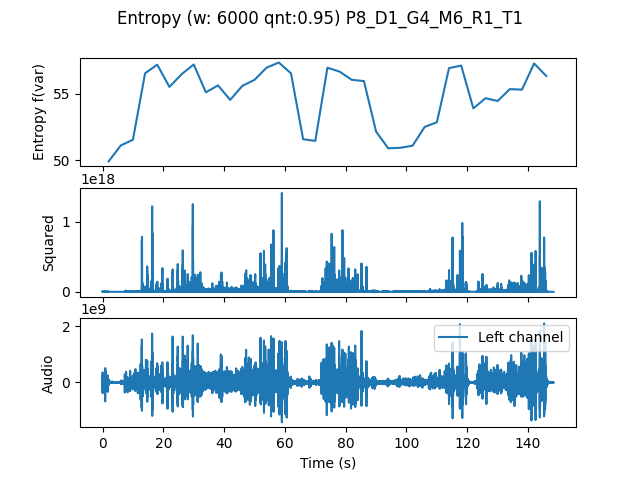 Entropy (w: 6000 qnt:0.95) P8_D1_G4_M6_R1_T1
Entropy f(var)
55
50
1e18
Squared
1
0
1e9
Audio
2
0
Left channel
0 20 40 60 80 100 120 140
Time (s)